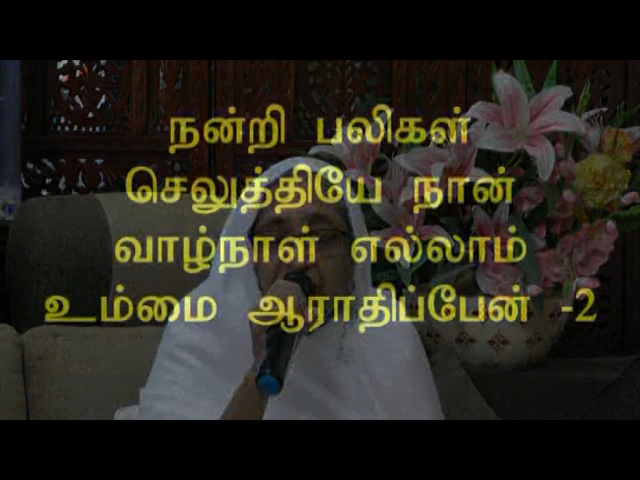 நன்றி பலிகள்
செலுத்தியே நான்
வாழ்நாள் எல்லாம்
உம்மை ஆராதிப்பேன் -2